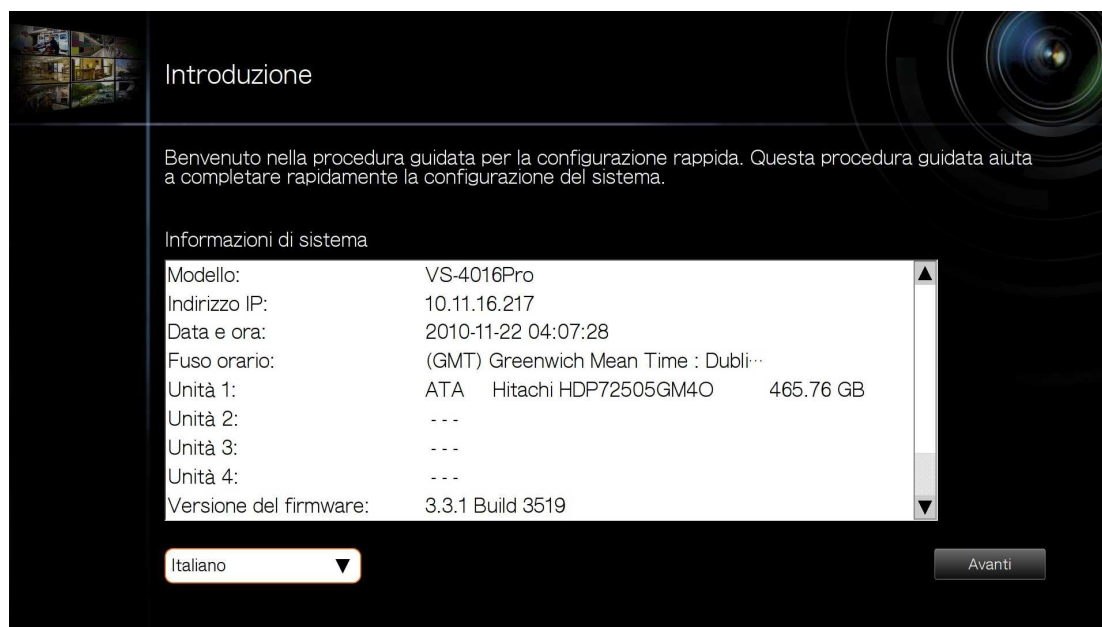 Introduzione
Benvenuto nella procedura guidata per la configurazione rappida. Questa procedura guidata aiuta
a completare rapidamente la configurazione del sistema.
Informazioni di sistema
Modello: VS-4016Pro
Indirizzo IP: 10.11.16.217
Data e ora: 2010-11-22 04:07:28
Fuso orario: (GMT) Greenwich Mean Time : Dubli…
Unità 1: ATA Hitachi HDP72505GM4O 465.76 GB
Unità 2: - - -
Unità 3: - - -
Unità 4: - - -
Versione del firmware: 3.3.1 Build 3519
Italiano ▼
Avanti